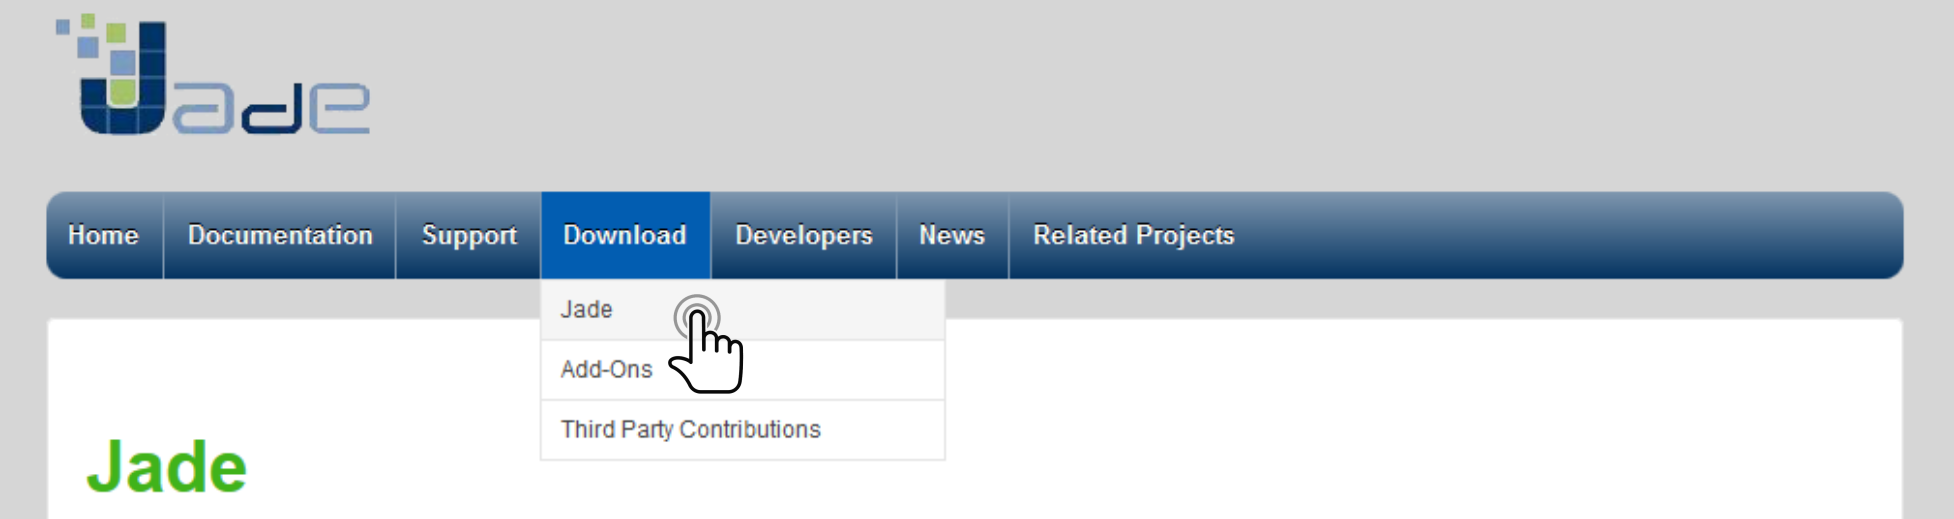 Jade
Home Documentation Support Download Developers News Related Projects
Jade
Add-Ons
Third Party Contributions
Jade